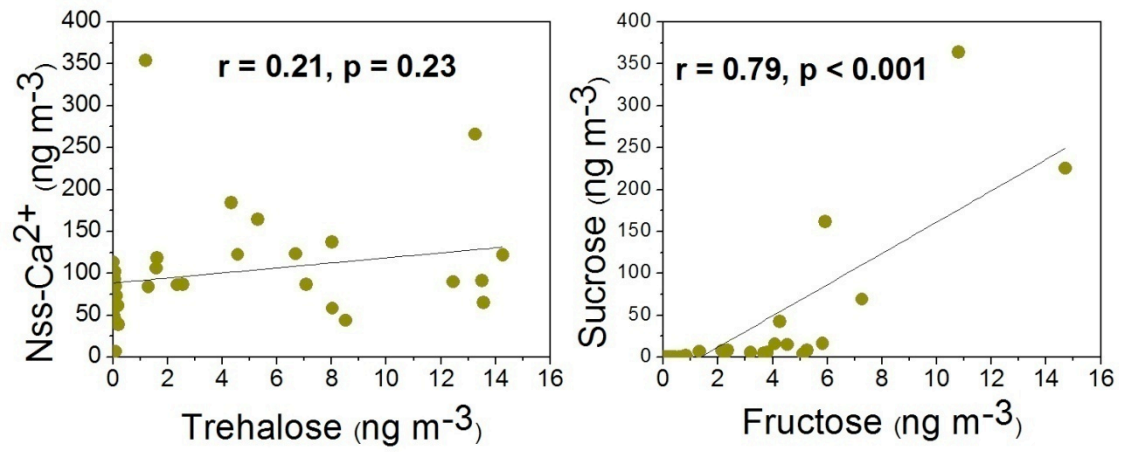 Nss-Ca2+ (ng m-3)
400
350
300
250
200
150
100
50
0
r = 0.21, p = 0.23
0 2 4 6 8 10 12 14 16
Trehalose (ng m-3)
Sucrose (ng m-3)
400
350
300
250
200
150
100
50
0
r = 0.79, p < 0.001
0 2 4 6 8 10 12 14 16
Fructose (ng m-3)